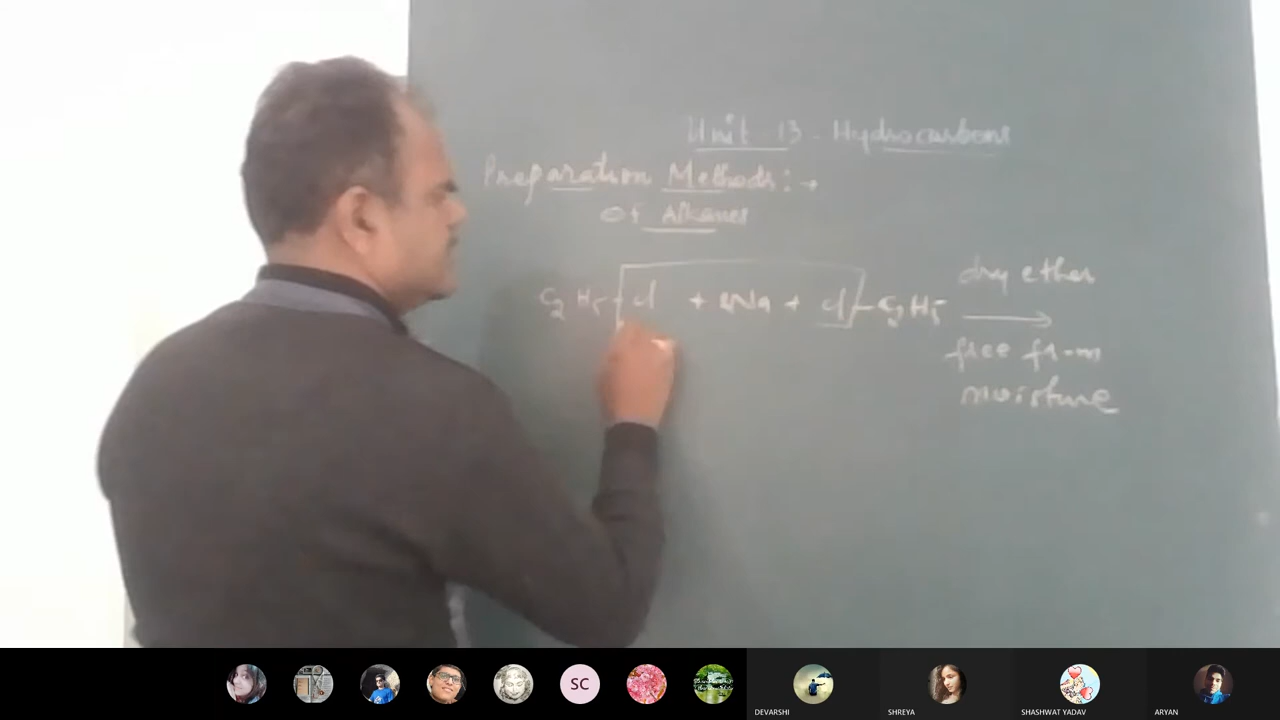 Unit - 13 - Hydrocarbons
Preparation Methods : →
Of Alkanes
C2H5-Cl + 2Na + Cl-C2H5 →
dry ether
free from
moisture
SC
DEVARSHI
SHREYA
SHASHWAT YADAV
ARYAN